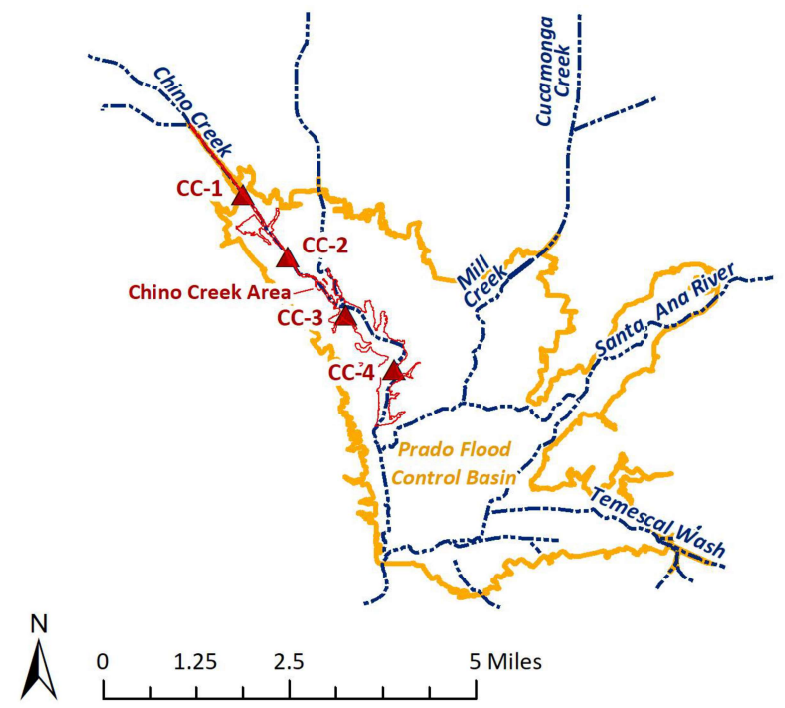 Chino Creek
Cucamonga
Creek
CC-1
CC-2
Mill
Creek
Santa Ana River
Chino Creek Area
CC-3
CC-4
Prado Flood
Control Basin
Temescal Wash
N
0 1.25 2.5 5 Miles